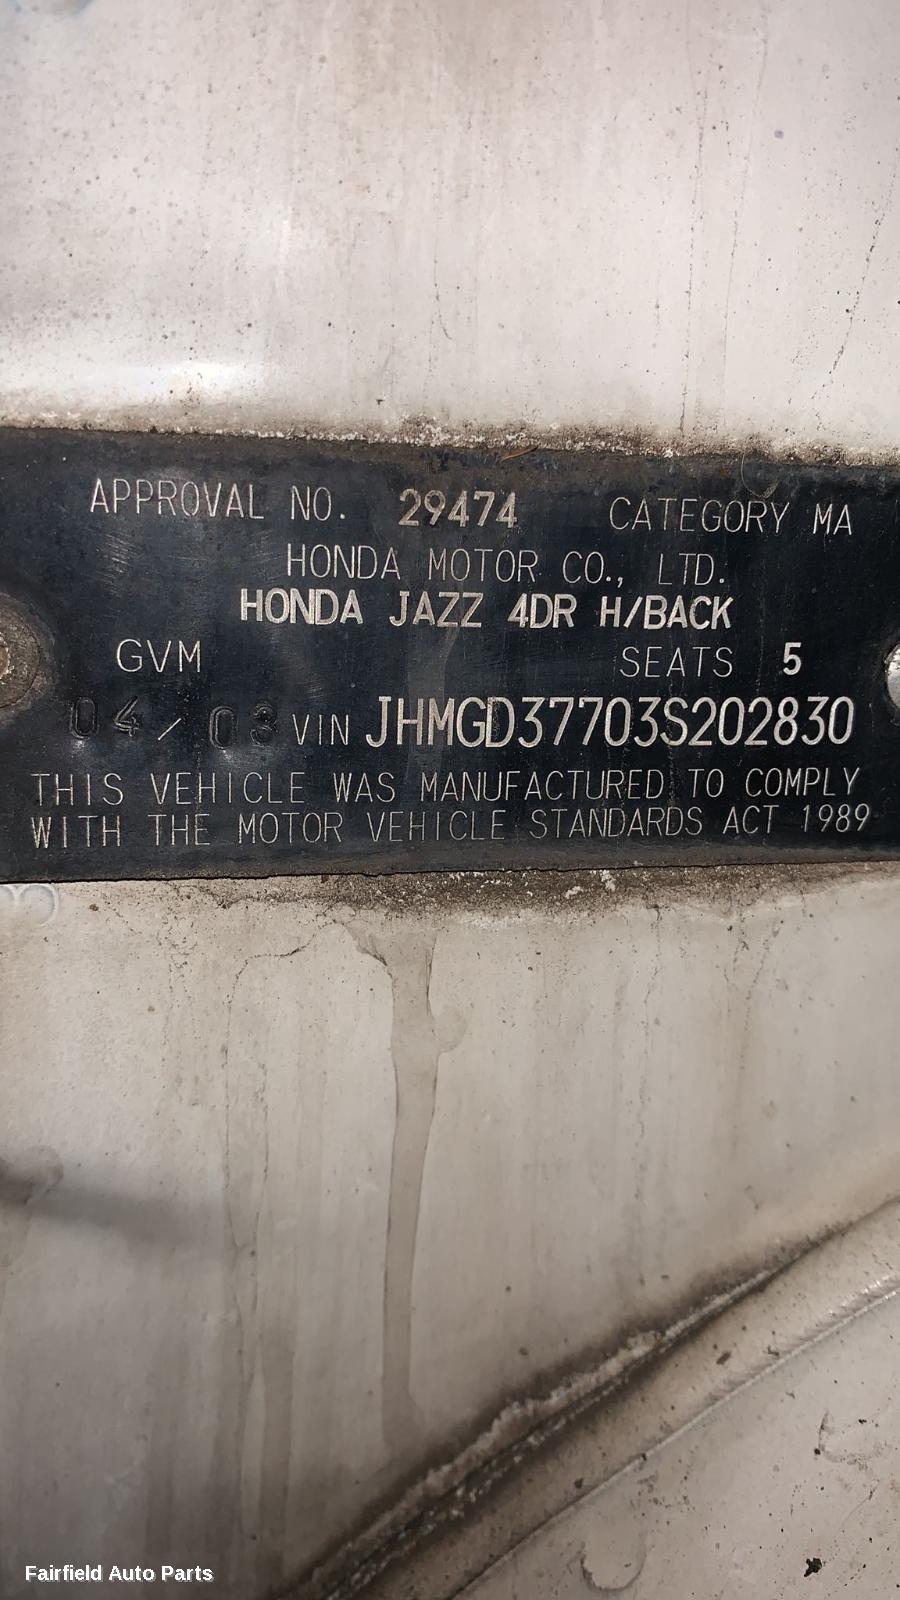 APPROVAL NO. 29474 CATEGORY MA
HONDA MOTOR CO., LTD.
HONDA JAZZ 4DR H/BACK
GVM SEATS 5
04/03 VIN JHMGD37703S202830
THIS VEHICLE WAS MANUFACTURED TO COMPLY
WITH THE MOTOR VEHICLE STANDARDS ACT 1989
Fairfield Auto Parts